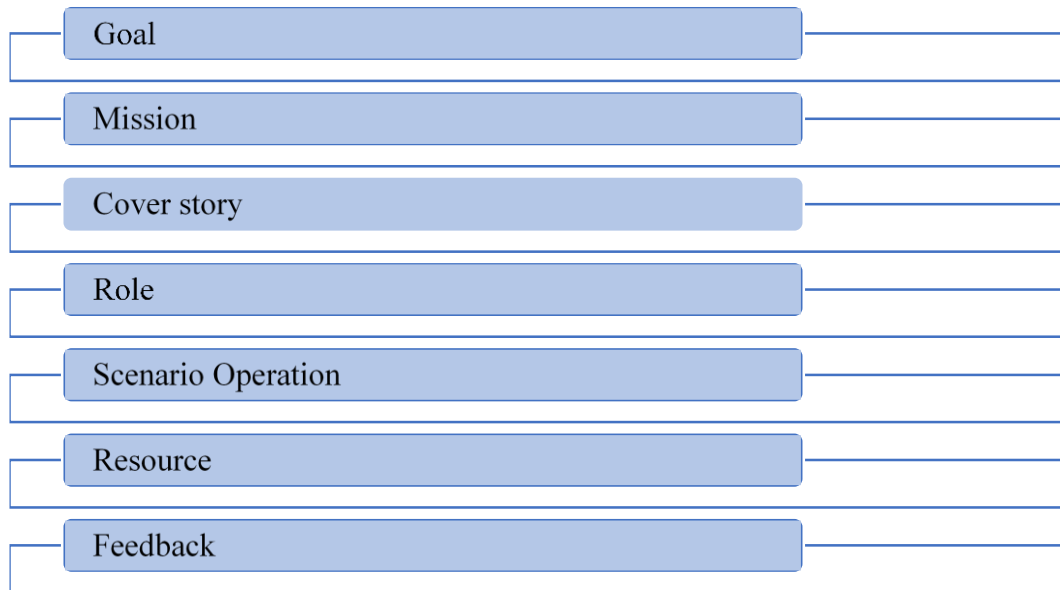 Goal
Mission
Cover story
Role
Scenario Operation
Resource
Feedback